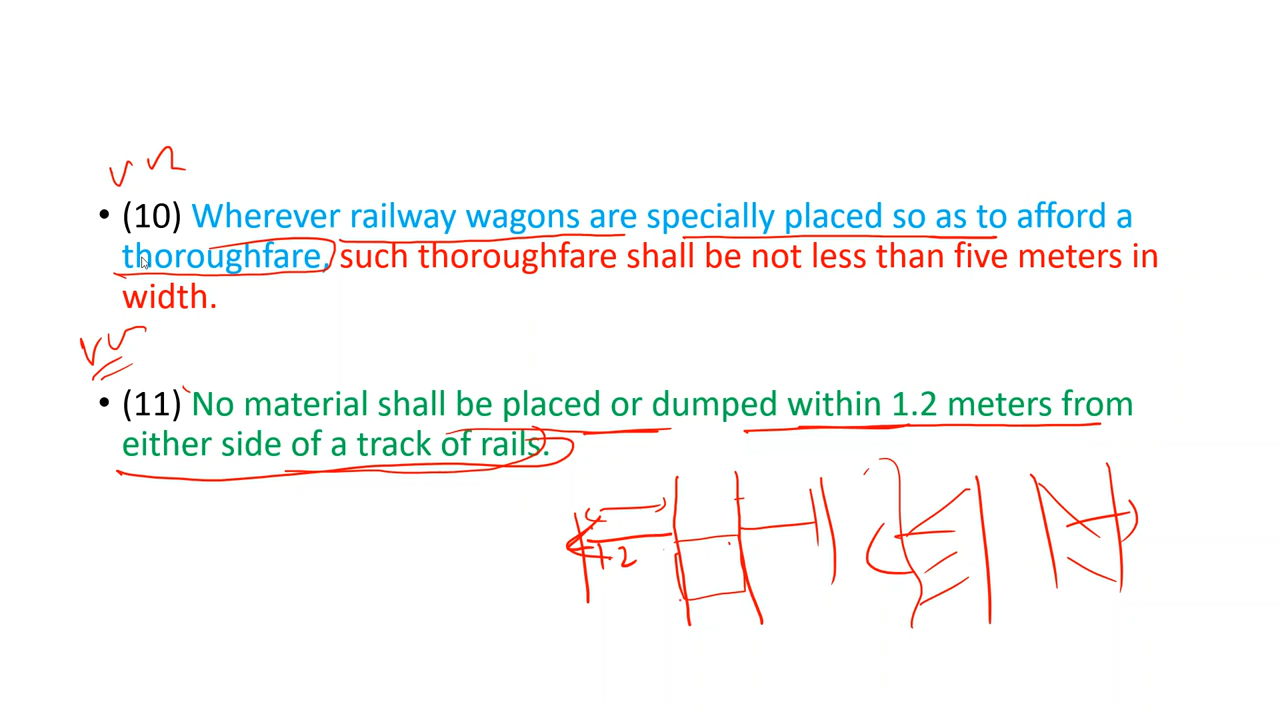 • (10) Wherever railway wagons are specially placed so as to afford a
thoroughfare, such thoroughfare shall be not less than five meters in
width.
• (11) No material shall be placed or dumped within 1.2 meters from
either side of a track of rails.
1.2